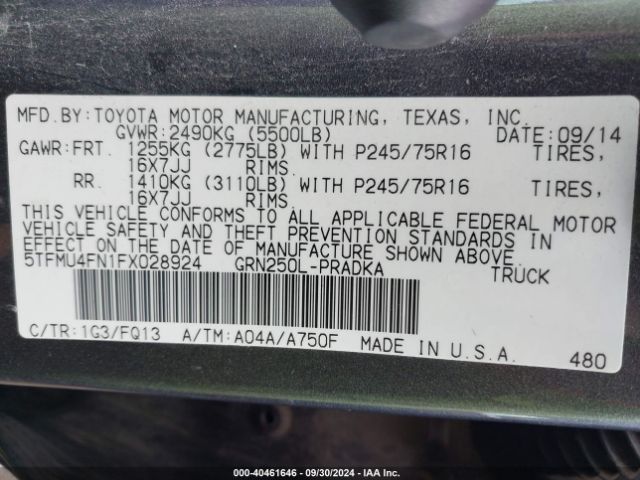 MFD.BY:TOYOTA MOTOR MANUFACTURING, TEXAS, INC.
GVWR:2490KG (5500LB) DATE:09/14
GAWR:FRT. 1255KG (2775LB) WITH P245/75R16 TIRES,
16X7JJ RIMS.
RR. 1410KG (3110LB) WITH P245/75R16 TIRES,
16X7JJ RIMS.
THIS VEHICLE CONFORMS TO ALL APPLICABLE FEDERAL MOTOR
VEHICLE SAFETY AND THEFT PREVENTION STANDARDS IN
EFFECT ON THE DATE OF MANUFACTURE SHOWN ABOVE.
5TFMU4FN1FX028924 GRN250L-PRADKA TRUCK
C/TR:1G3/FQ13 A/TM:A04A/A750F MADE IN U.S.A. 480
000-40461646 - 09/30/2024 - IAA Inc.